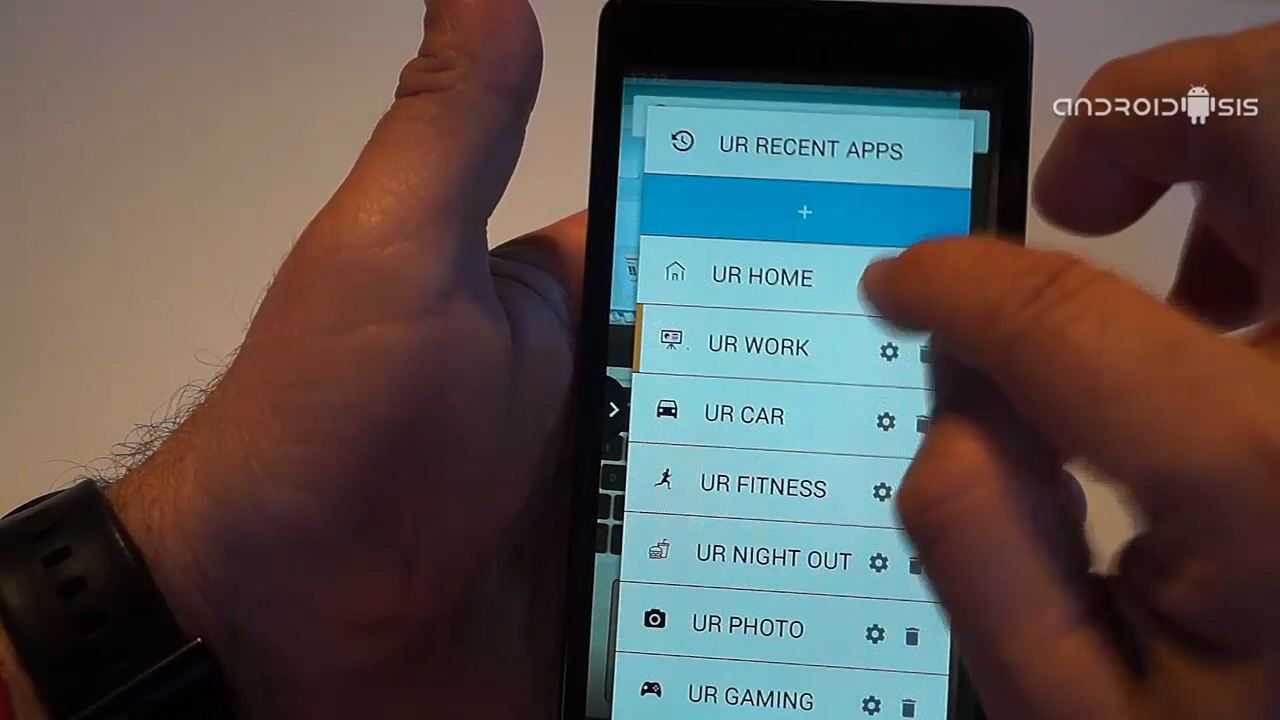 ANDROIDSIS
UR RECENT APPS
+
UR HOME
UR WORK
UR CAR
UR FITNESS
UR NIGHT OUT
UR PHOTO
UR GAMING